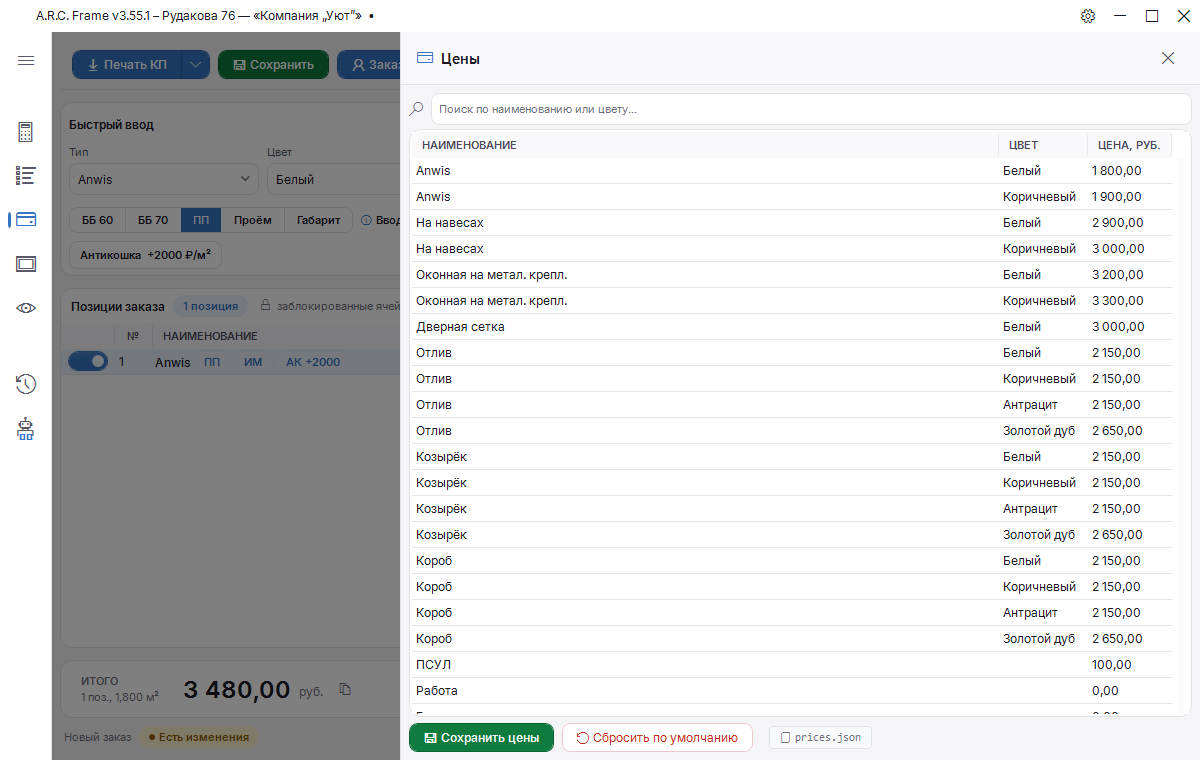 A.R.C. Frame v3.55.1 – Рудакова 76 — «Компания „Уют"» •
Печать КП
Сохранить
Быстрый ввод
Тип
Цвет
Anwis
Белый
ББ 60
ББ 70
ПП
Проём
Габарит
Антикошка +2000 ₽/м²
Позиции заказа
1 позиция
заблокированные
№
НАИМЕНОВАНИЕ
1
Anwis
ПП
ИМ
АК +2000
ИТОГО
1 поз., 1,800 м²
3 480,00 руб.
Новый заказ
Есть изменения
Цены
Поиск по наименованию или цвету...
НАИМЕНОВАНИЕ ЦВЕТ ЦЕНА, РУБ.
Anwis Белый 1 800,00
Anwis Коричневый 1 900,00
На навесах Белый 2 900,00
На навесах Коричневый 3 000,00
Оконная на метал. крепл. Белый 3 200,00
Оконная на метал. крепл. Коричневый 3 300,00
Дверная сетка Белый 3 000,00
Отлив Белый 2 150,00
Отлив Коричневый 2 150,00
Отлив Антрацит 2 150,00
Отлив Золотой дуб 2 650,00
Козырёк Белый 2 150,00
Козырёк Коричневый 2 150,00
Козырёк Антрацит 2 150,00
Козырёк Золотой дуб 2 650,00
Короб Белый 2 150,00
Короб Коричневый 2 150,00
Короб Антрацит 2 150,00
Короб Золотой дуб 2 650,00
ПСУЛ 100,00
Работа 0,00
Сохранить цены
Сбросить по умолчанию
prices.json